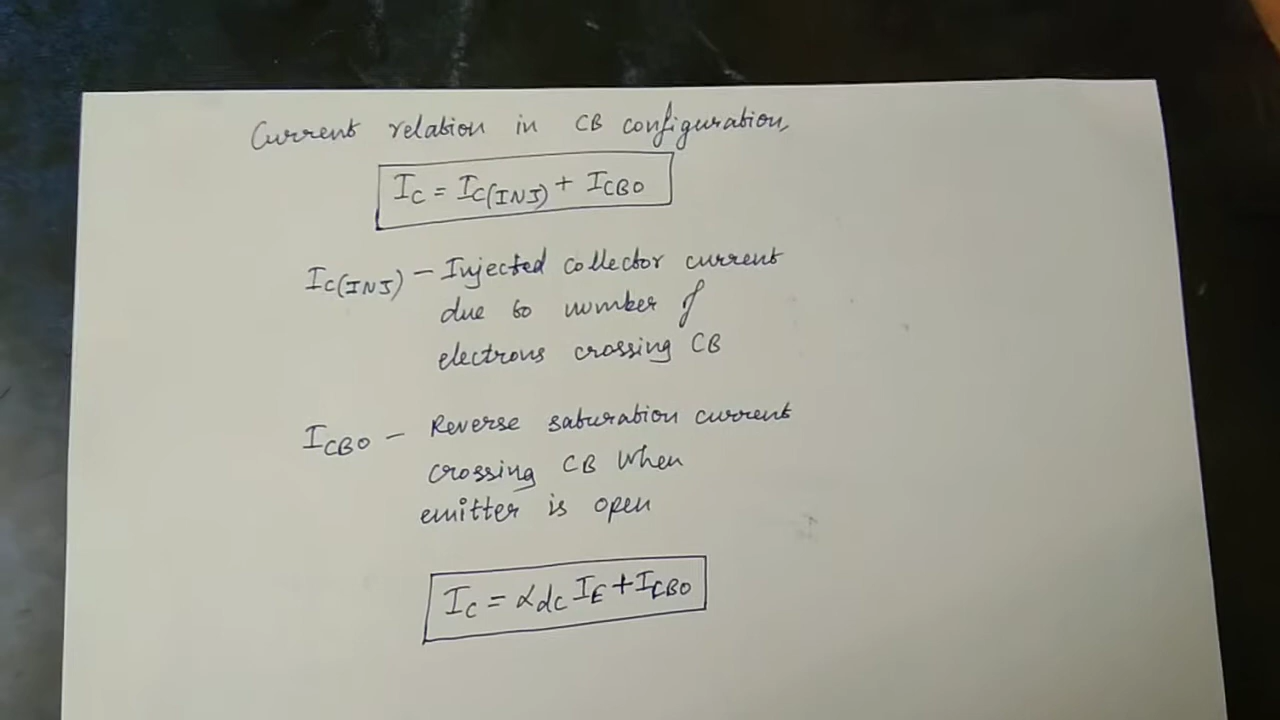 Current relation in CB configuration,
IC = IC(INJ) + ICBO
IC(INJ) – Injected collector current
due to number of
electrons crossing CB
ICBO – Reverse saturation current
crossing CB When
emitter is open
IC = αdc IE + ICBO